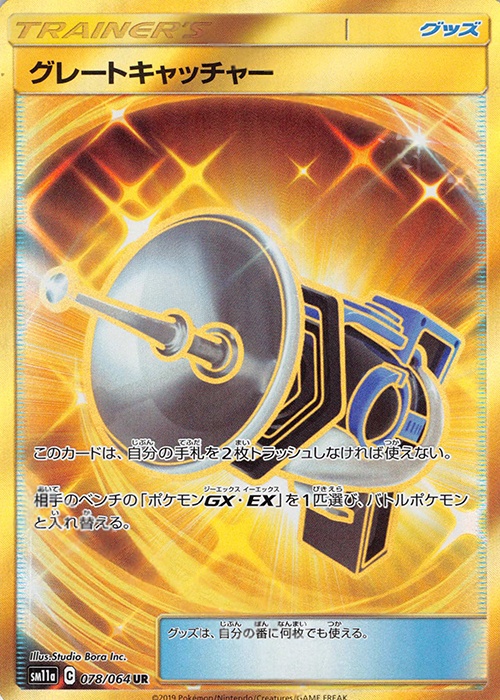 TRAINER'S
グッズ
グレートキャッチャー
このカードは、自分の手札を2枚トラッシュしなければ使えない。
相手のベンチの「ポケモンGX・EX」を1匹選び、バトルポケモン
と入れ替える。
グッズは、自分の番に何枚でも使える。
Illus.Studio Bora Inc.
sm11a C 078/064 UR
©2019 Pokémon/Nintendo/Creatures/GAME FREAK